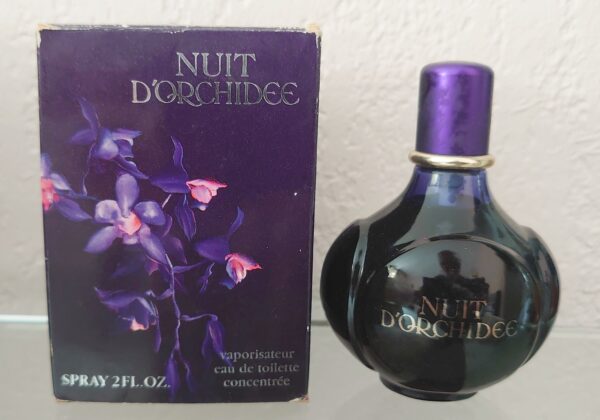 NUIT
D'ORCHIDEE
vaporisateur
eau de toilette
concentrée
SPRAY 2 FL. OZ.
NUIT
D'ORCHIDEE